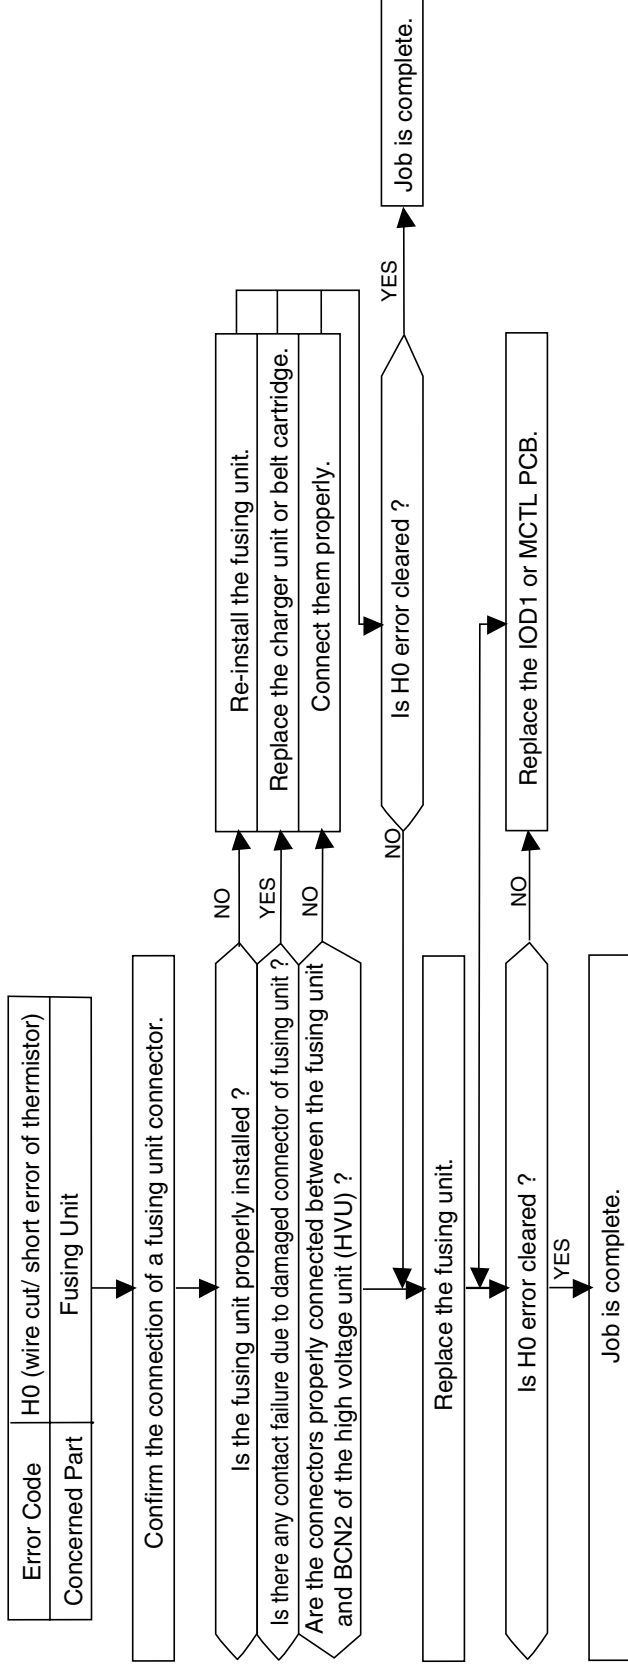 Error Code
H0 (wire cut/ short error of thermistor)
Concerned Part
Fusing Unit
Confirm the connection of a fusing unit connector.
Is the fusing unit properly installed ?
NO
Re-install the fusing unit.
Is there any contact failure due to damaged connector of fusing unit ?
YES
Replace the charger unit or belt cartridge.
Are the connectors properly connected between the fusing unit
and BCN2 of the high voltage unit (HVU) ?
NO
Connect them properly.
NO
Is H0 error cleared ?
YES
Job is complete.
Replace the fusing unit.
Is H0 error cleared ?
NO
Replace the IOD1 or MCTL PCB.
YES
Job is complete.